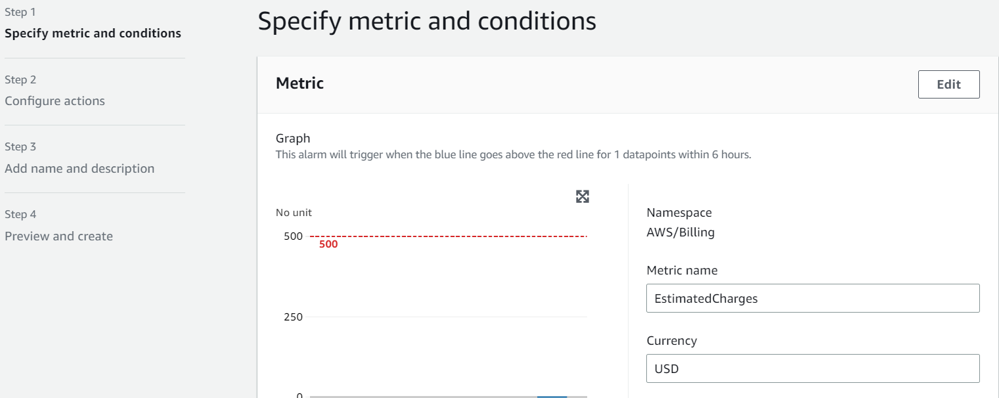 Step 1
Specify metric and conditions
Step 2
Configure actions
Step 3
Add name and description
Step 4
Preview and create
Specify metric and conditions
Metric
Edit
Graph
This alarm will trigger when the blue line goes above the red line for 1 datapoints within 6 hours.
No unit
500
500
250
0
Namespace
AWS/Billing
Metric name
EstimatedCharges
Currency
USD